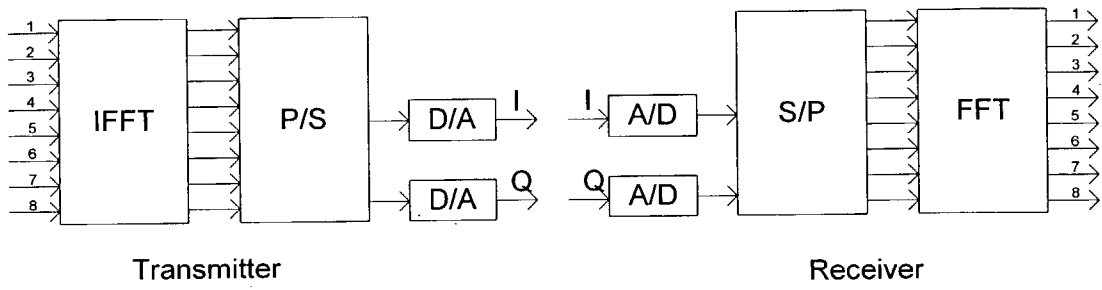 1
2
3
4
5
6
7
8
IFFT
P/S
D/A
I
D/A
Q
Transmitter
I
A/D
Q
A/D
S/P
FFT
1
2
3
4
5
6
7
8
Receiver